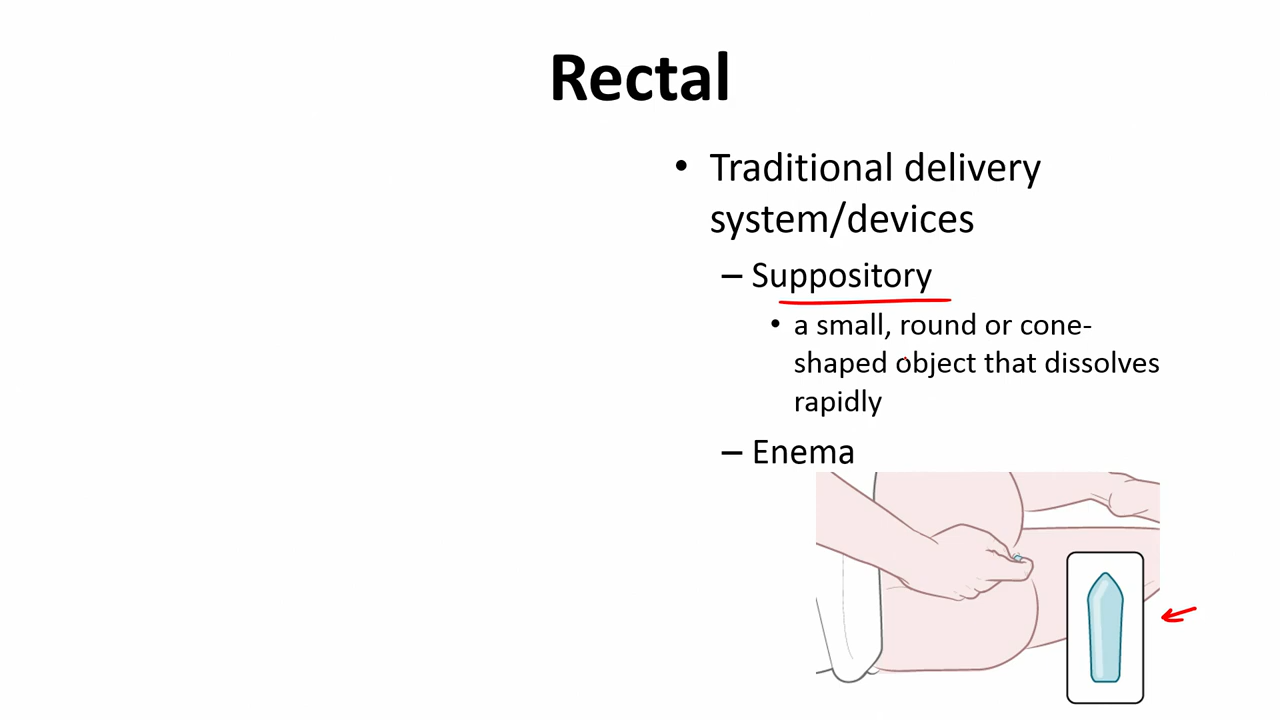 Rectal
• Traditional delivery
system/devices
– Suppository
• a small, round or cone-
shaped object that dissolves
rapidly
– Enema